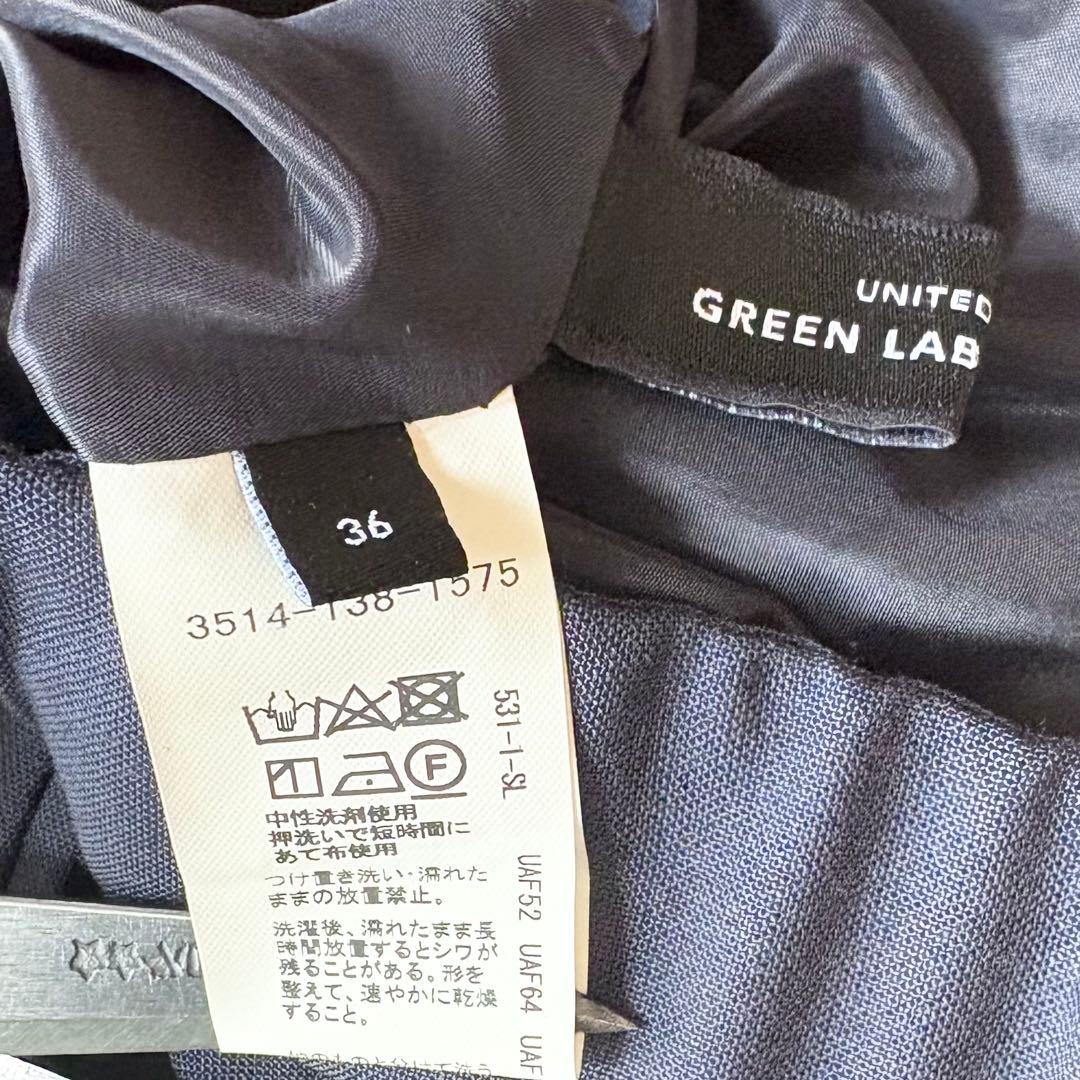 UNITED
GREEN LAB
36
3514-138-1575
531-1-SL
F
中性洗剤使用
押洗いで短時間に
あて布使用
つけ置き洗い・濡れた
ままの放置禁止。
洗濯後、濡れたまま長
時間放置するとシワが
残ることがある。形を
整えて、速やかに乾燥
すること。
UAF52 UAF64 UAF